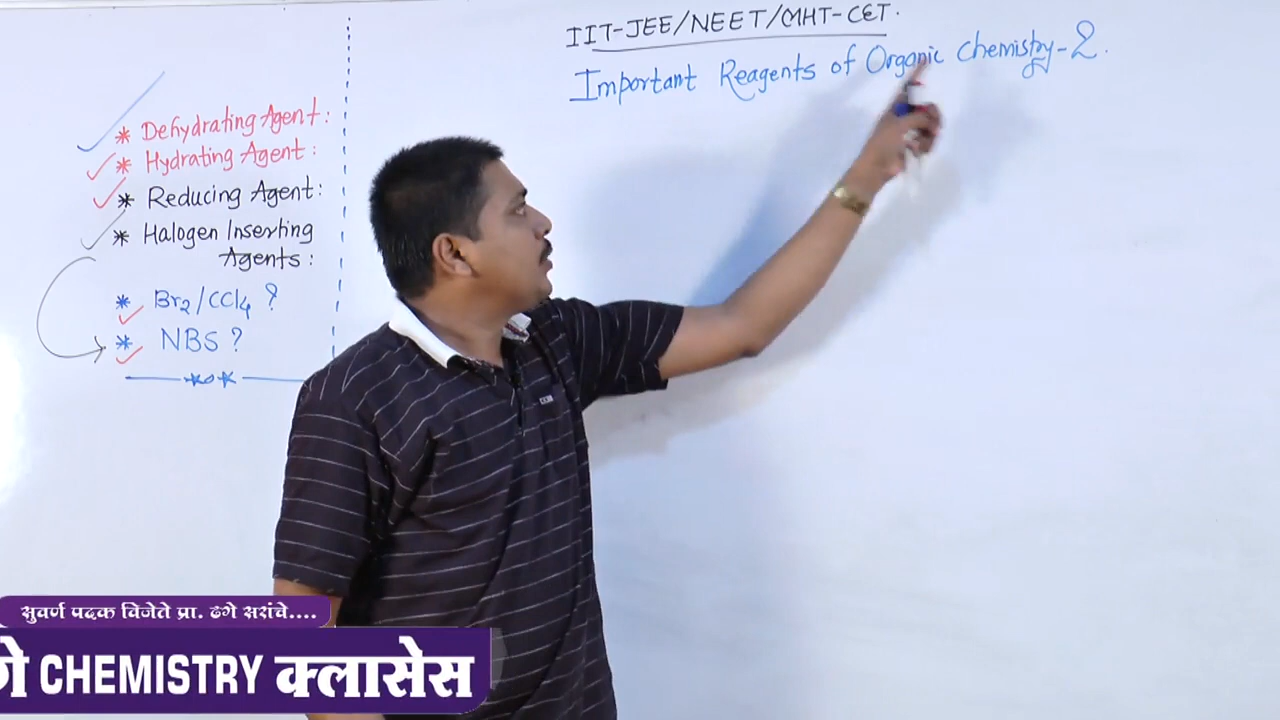 IIT-JEE/NEET/MHT-CET.
Important Reagents of Organic Chemistry-2.
* Dehydrating Agent:
* Hydrating Agent:
* Reducing Agent:
* Halogen Inserting
Agents:
* Br2/CCl4 ?
* NBS ?
सुवर्ण पदक विजेते प्रा. ढगे सरांचे....
गे CHEMISTRY क्लासेस